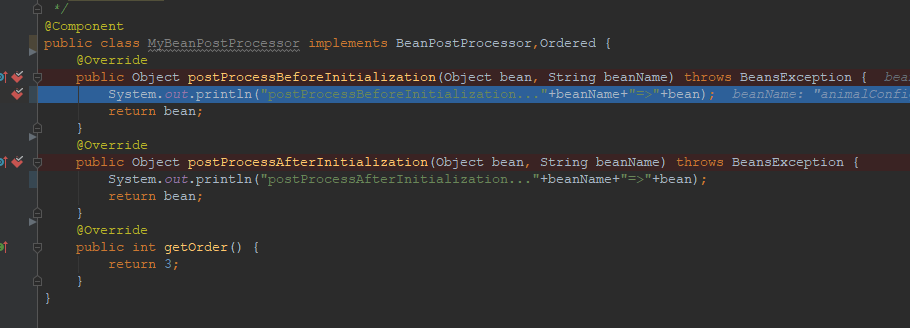 */
@Component
public class MyBeanPostProcessor implements BeanPostProcessor,Ordered {
@Override
public Object postProcessBeforeInitialization(Object bean, String beanName) throws BeansException { bea
System.out.println("postProcessBeforeInitialization..."+beanName+"=>"+bean); beanName: "animalConfi
return bean;
}
@Override
public Object postProcessAfterInitialization(Object bean, String beanName) throws BeansException {
System.out.println("postProcessAfterInitialization..."+beanName+"=>"+bean);
return bean;
}
@Override
public int getOrder() {
return 3;
}
}